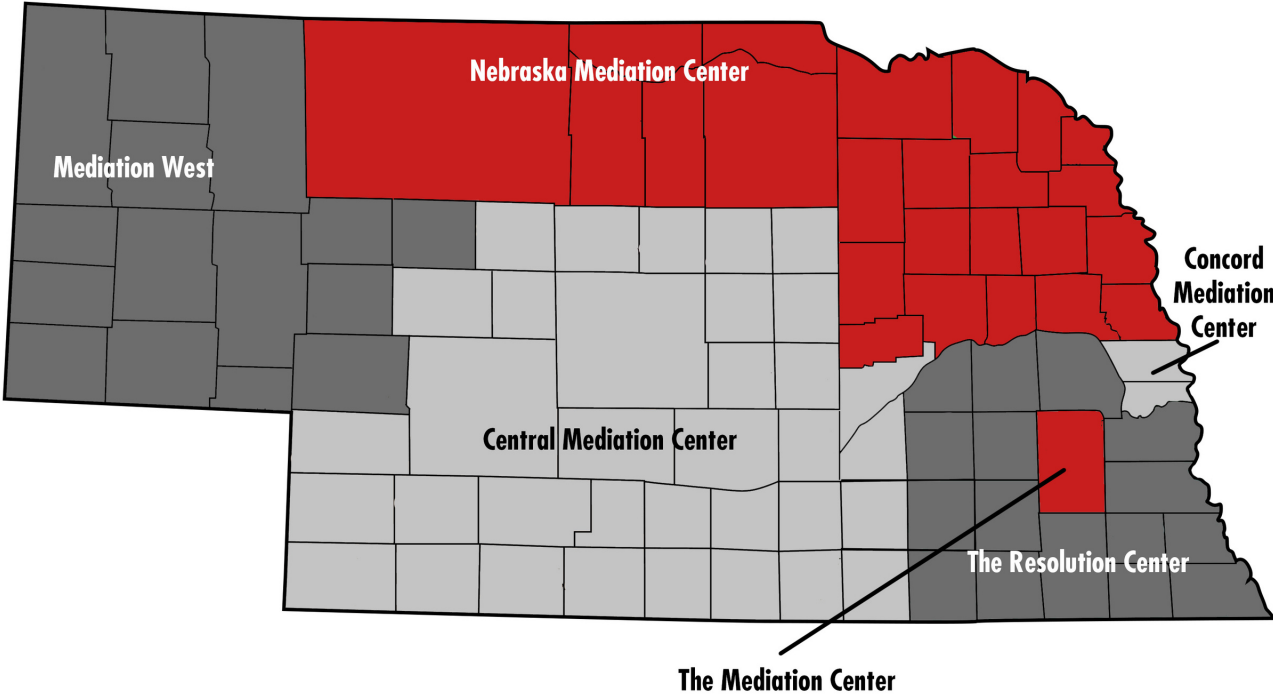 Nebraska Mediation Center
Mediation West
Concord
Mediation
Center
Central Mediation Center
The Resolution Center
The Mediation Center